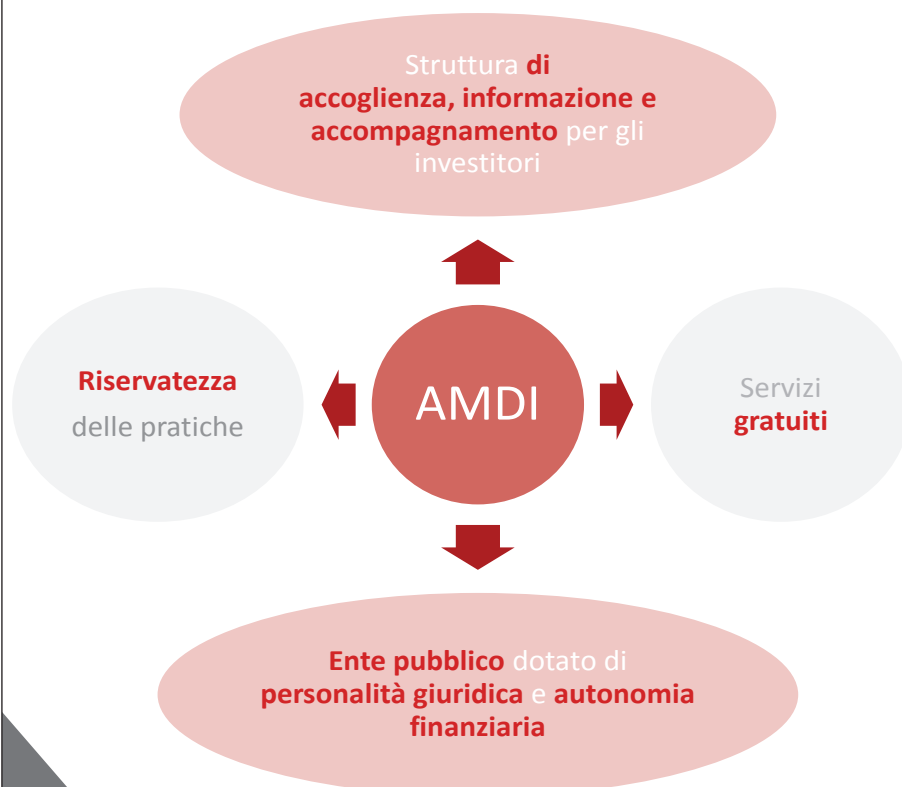 Struttura di
accoglienza, informazione e
accompagnamento per gli
investitori
Riservatezza
delle pratiche
AMDI
Servizi
gratuiti
Ente pubblico dotato di
personalità giuridica e autonomia
finanziaria